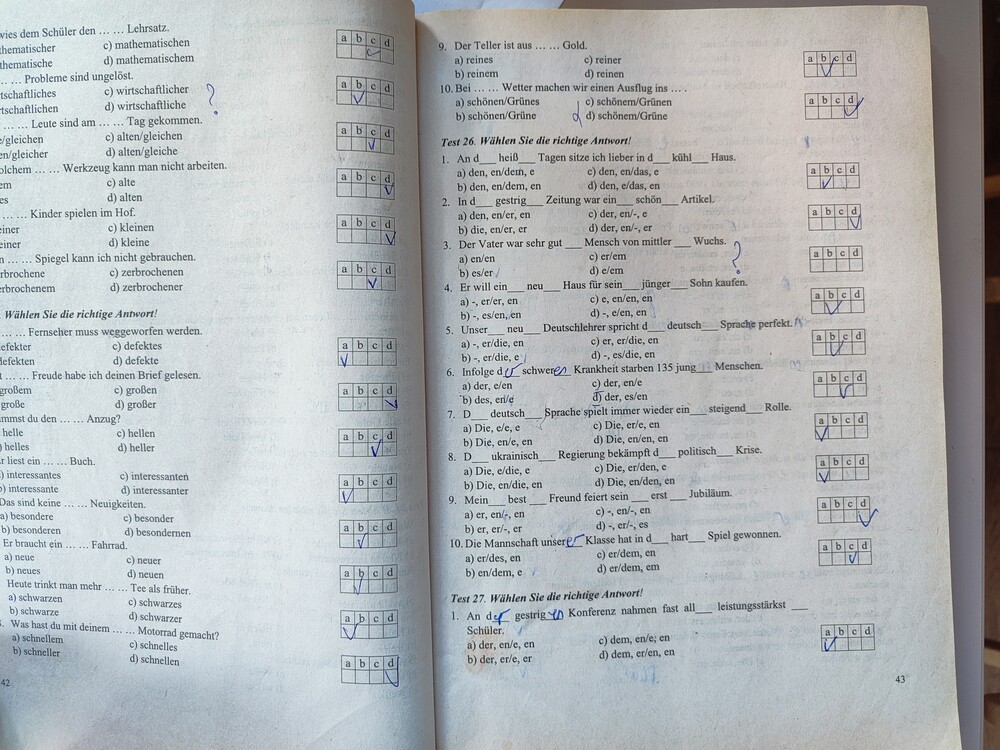 wies dem Schüler den … … Lehrsatz.
thematischer c) mathematischen
thematische d) mathematischem
a b c d
… … Probleme sind ungelöst.
tschaftliches c) wirtschaftlicher
tschaftlichen d) wirtschaftliche
?
a b c d
… … Leute sind am … … Tag gekommen.
e/gleichen c) alten/gleichen
en/gleicher d) alten/gleiche
a b c d
olchem … … Werkzeug kann man nicht arbeiten.
em c) alte
es d) alten
a b c d
… … Kinder spielen im Hof.
einer c) kleinen
einer d) kleine
a b c d
n … … Spiegel kann ich nicht gebrauchen.
rbrochene c) zerbrochenen
erbrochenem d) zerbrochener
a b c d
Wählen Sie die richtige Antwort!
… … Fernseher muss weggeworfen werden.
efekter c) defektes
defekten d) defekte
a b c d
t … … Freude habe ich deinen Brief gelesen.
großem c) großen
große d) großer
a b c d
mmst du den … … Anzug?
helle c) hellen
) helles d) heller
a b c d
r liest ein … … Buch.
) interessantes c) interessanten
b) interessante d) interessanter
a b c d
Das sind keine … … Neuigkeiten.
a) besondere c) besonder
b) besonderen d) besondernen
a b c d
Er braucht ein … … Fahrrad.
a) neue c) neuer
b) neues d) neuen
a b c d
Heute trinkt man mehr … … Tee als früher.
a) schwarzen c) schwarzes
b) schwarze d) schwarzer
a b c d
. Was hast du mit deinem … … Motorrad gemacht?
a) schnellem c) schnelles
b) schneller d) schnellen
a b c d
42
9. Der Teller ist aus … … Gold.
a) reines c) reiner
b) reinem d) reinen
a b c d
10. Bei … … Wetter machen wir einen Ausflug ins … .
a) schönen/Grünes c) schönem/Grünen
b) schönen/Grüne d) schönem/Grüne
a b c d
Test 26. Wählen Sie die richtige Antwort!
1. An d___ heiß___ Tagen sitze ich lieber in d___ kühl___ Haus.
a) den, en/dem, e c) den, en/das, e
b) den, en/dem, en d) den, e/das, en
a b c d
2. In d___ gestrig___ Zeitung war ein___ schön___ Artikel.
a) den, en/er, en c) der, en/-, e
b) die, en/er, er d) der, en/-, er
a b c d
3. Der Vater war sehr gut ___ Mensch von mittler ___ Wuchs.
a) en/en c) er/em
b) es/er d) e/em
?
a b c d
4. Er will ein___ neu___ Haus für sein___ jünger___ Sohn kaufen.
a) -, er/er, en c) e, en/en, en
b) -, es/en, en d) -, e/en, en
a b c d
5. Unser___ neu___ Deutschlehrer spricht d___ deutsch___ Sprache perfekt.
a) -, er/die, en c) er, er/die, en
b) -, er/die, e d) -, es/die, en
a b c d
6. Infolge d er schwer en Krankheit starben 135 jung___ Menschen.
a) der, e/en c) der, en/e
b) des, en/e d) der, es/en
a b c d
7. D___ deutsch___ Sprache spielt immer wieder ein___ steigend___ Rolle.
a) Die, e/e, e c) Die, er/e, en
b) Die, en/e, en d) Die, en/en, en
a b c d
8. D___ ukrainisch___ Regierung bekämpft d___ politisch___ Krise.
a) Die, e/die, e c) Die, er/den, e
b) Die, en/die, en d) Die, en/den, en
a b c d
9. Mein___ best___ Freund feiert sein___ erst___ Jubiläum.
a) er, en/-, en c) -, en/-, en
b) er, er/-, er d) -, er/-, es
a b c d
10. Die Mannschaft unser er Klasse hat in d___ hart___ Spiel gewonnen.
a) er/des, en c) er/dem, en
b) en/dem, e d) er/dem, em
a b c d
Test 27. Wählen Sie die richtige Antwort!
1. An d er gestrig en Konferenz nahmen fast all___ leistungsstärkst ___
Schüler.
a) der, en/e, en c) dem, en/e, en
b) der, er/e, er d) dem, er/en, en
a b c d
43